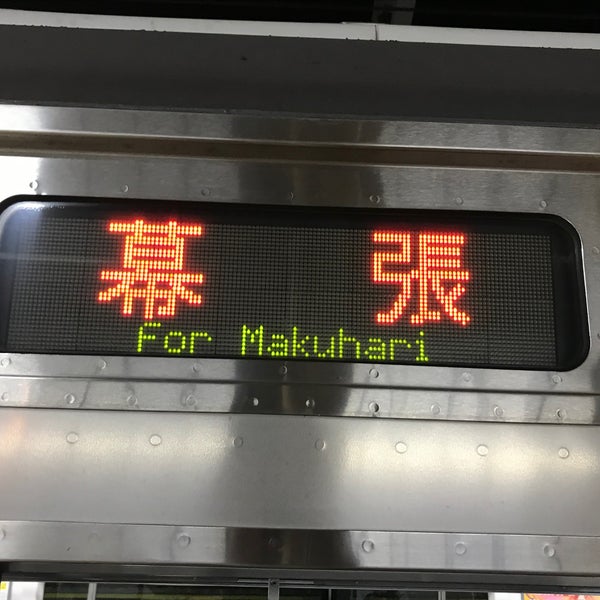 幕張
For Makuhari